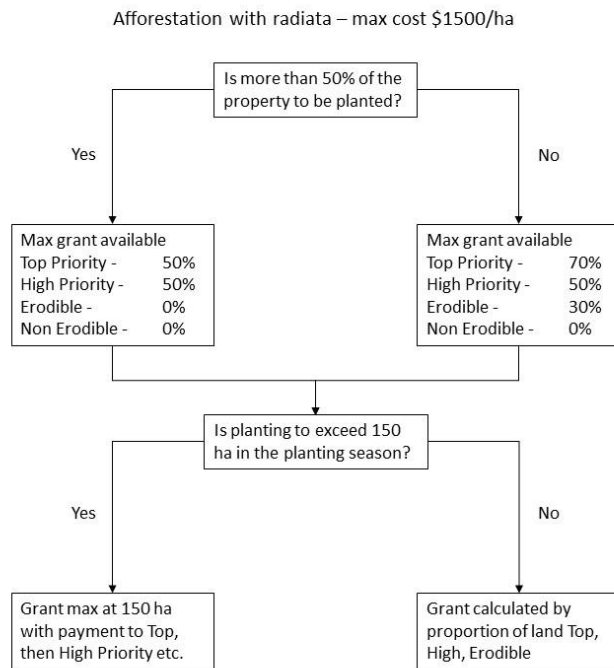 Afforestation with radiata – max cost $1500/ha
Is more than 50% of the
property to be planted?
Yes
No
Max grant available
Top Priority - 50%
High Priority - 50%
Erodible - 0%
Non Erodible - 0%
Max grant available
Top Priority - 70%
High Priority - 50%
Erodible - 30%
Non Erodible - 0%
Is planting to exceed 150
ha in the planting season?
Yes
No
Grant max at 150 ha
with payment to Top,
then High Priority etc.
Grant calculated by
proportion of land Top,
High, Erodible